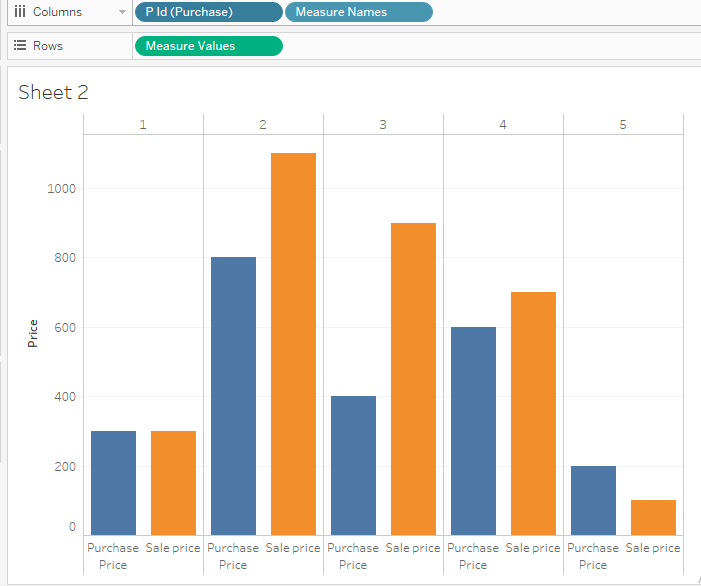 Columns P Id (Purchase) Measure Names
Rows Measure Values
Sheet 2
1 2 3 4 5
1000
800
600
400
200
0
Price
Purchase Sale price Purchase Sale price Purchase Sale price Purchase Sale price Purchase Sale price
Price Price Price Price Price